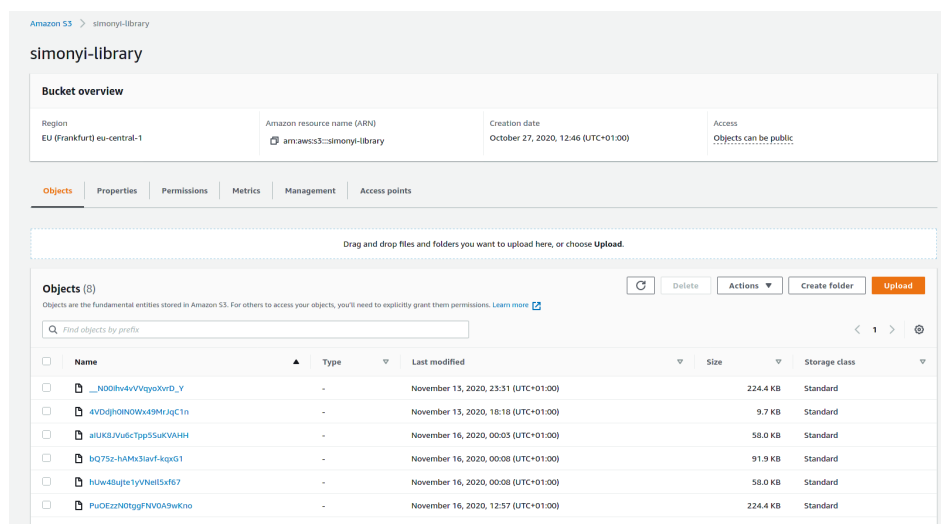 Amazon S3 > simonyi-library
simonyi-library
Bucket overview
Region
EU (Frankfurt) eu-central-1
Amazon resource name (ARN)
arn:aws:s3:::simonyi-library
Creation date
October 27, 2020, 12:46 (UTC+01:00)
Access
Objects can be public
Objects Properties Permissions Metrics Management Access points
Drag and drop files and folders you want to upload here, or choose Upload.
Objects (8)
Delete Actions Create folder Upload
Objects are the fundamental entities stored in Amazon S3. For others to access your objects, you'll need to explicitly grant them permissions. Learn more
Find objects by prefix
< 1 >
Name Type Last modified Size Storage class
- November 13, 2020, 23:31 (UTC+01:00) 224.4 KB Standard
- November 13, 2020, 18:18 (UTC+01:00) 9.7 KB Standard
- November 16, 2020, 00:03 (UTC+01:00) 58.0 KB Standard
bQ7Sz-hAMx3Iavf-kqxG1 - November 16, 2020, 00:08 (UTC+01:00) 91.9 KB Standard
- November 16, 2020, 00:08 (UTC+01:00) 58.0 KB Standard
PuOEzzN0tggFNV0A9wKno - November 16, 2020, 12:57 (UTC+01:00) 224.4 KB Standard